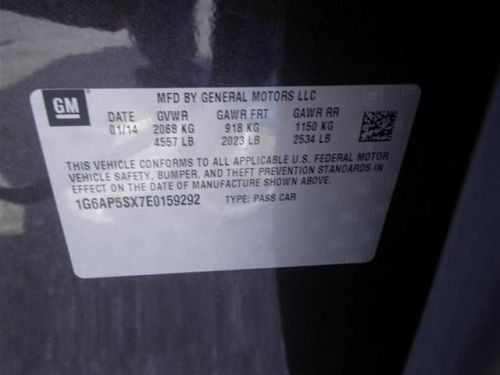 GM
MFD BY GENERAL MOTORS LLC
DATE GVWR GAWR FRT GAWR RR
01/14 2068 KG 918 KG 1150 KG
4557 LB 2023 LB 2534 LB
THIS VEHICLE CONFORMS TO ALL APPLICABLE U.S. FEDERAL MOTOR
VEHICLE SAFETY, BUMPER, AND THEFT PREVENTION STANDARDS IN
EFFECT ON THE DATE OF MANUFACTURE SHOWN ABOVE.
1G6AP5SX7E0159292 TYPE: PASS CAR